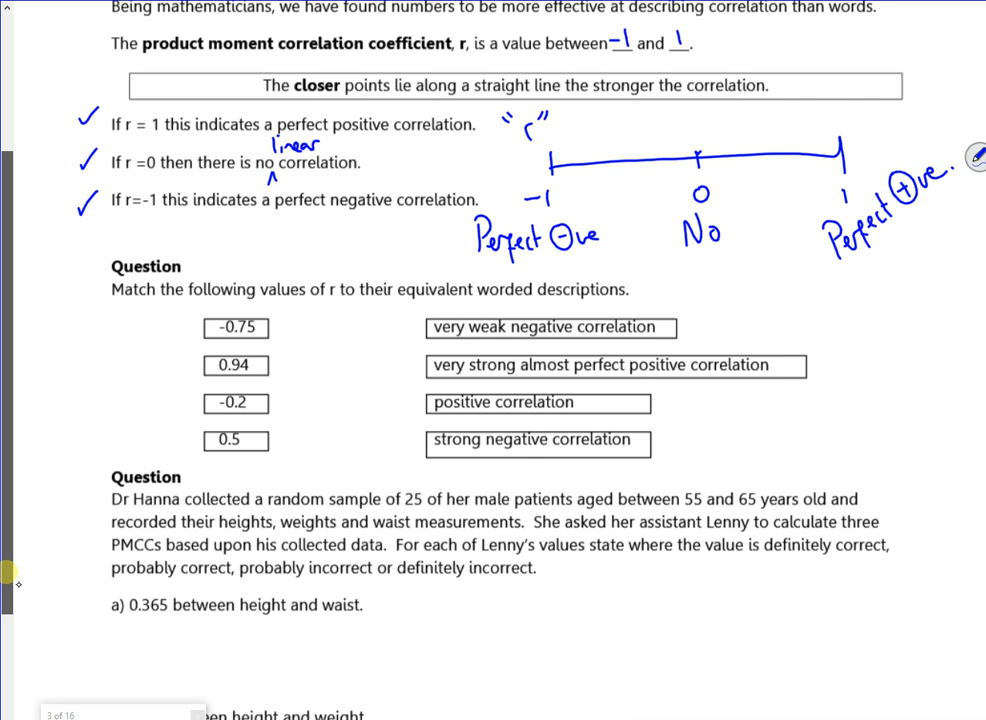 Being mathematicians, we have found numbers to be more effective at describing correlation than words.
The product moment correlation coefficient, r, is a value between -1 and 1.
The closer points lie along a straight line the stronger the correlation.
If r = 1 this indicates a perfect positive correlation.
linear
If r =0 then there is no correlation.
If r=-1 this indicates a perfect negative correlation.
"r"
-1 0 1
Perfect ⊖ve No Perfect ⊕ve.
Question
Match the following values of r to their equivalent worded descriptions.
-0.75 very weak negative correlation
0.94 very strong almost perfect positive correlation
-0.2 positive correlation
0.5 strong negative correlation
Question
Dr Hanna collected a random sample of 25 of her male patients aged between 55 and 65 years old and
recorded their heights, weights and waist measurements. She asked her assistant Lenny to calculate three
PMCCs based upon his collected data. For each of Lenny's values state where the value is definitely correct,
probably correct, probably incorrect or definitely incorrect.
a) 0.365 between height and waist.
3 of 16
en height and weight